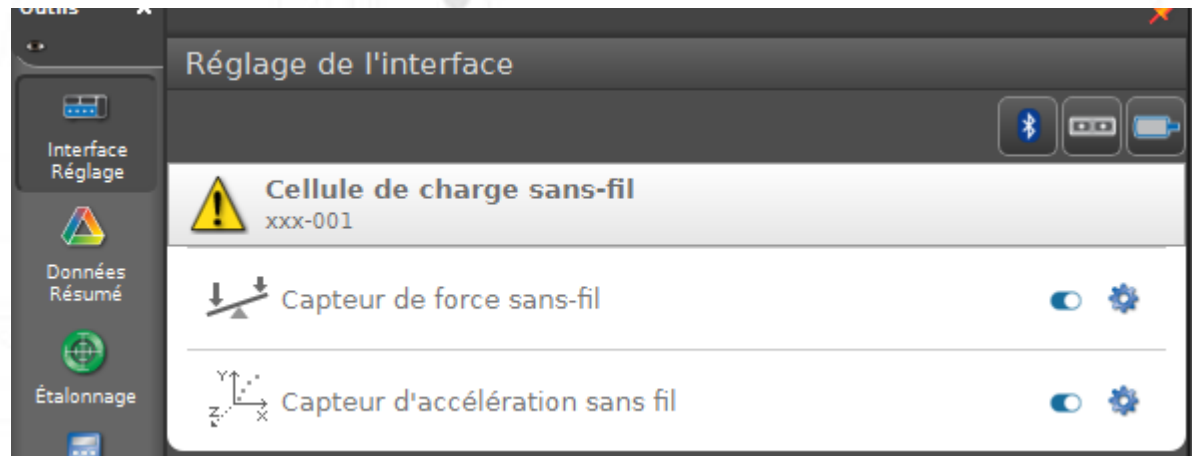 Outils
Réglage de l'interface
Interface
Réglage
Cellule de charge sans-fil
xxx-001
Données
Résumé
Capteur de force sans-fil
Étalonnage
Y
Z
X
Capteur d'accélération sans fil